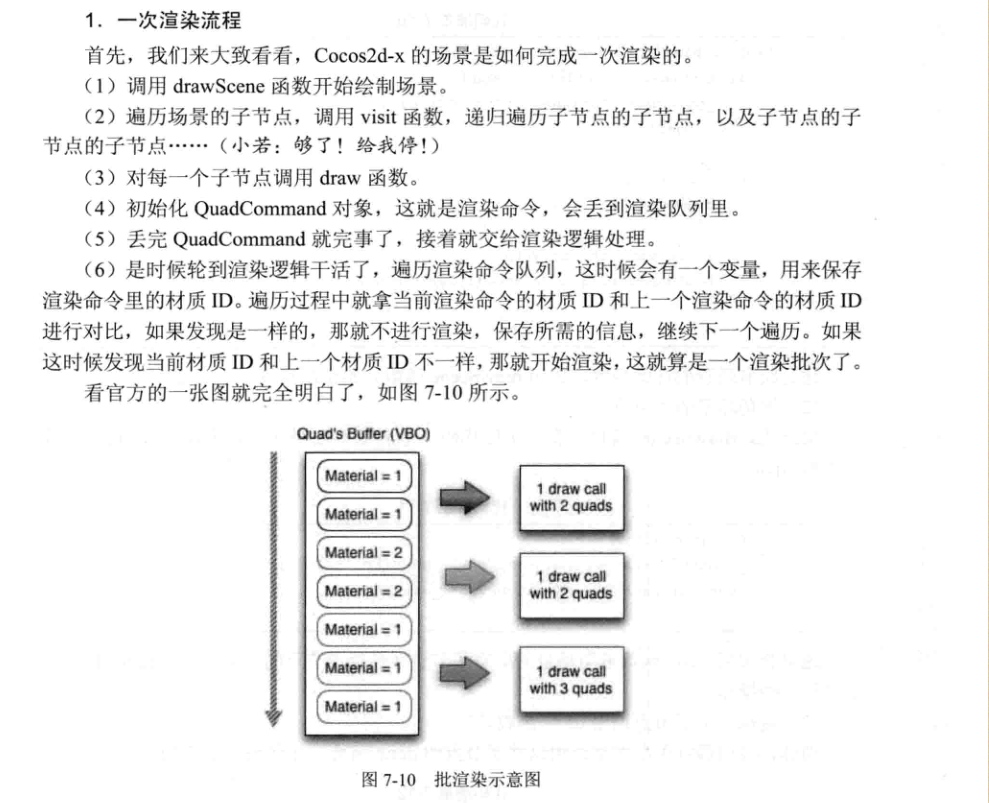 1．一次渲染流程
首先，我们来大致看看，Cocos2d-x 的场景是如何完成一次渲染的。
（1）调用 drawScene 函数开始绘制场景。
（2）遍历场景的子节点，调用 visit 函数，递归遍历子节点的子节点，以及子节点的子
节点的子节点……（小若：够了！给我停！）
（3）对每一个子节点调用 draw 函数。
（4）初始化 QuadCommand 对象，这就是渲染命令，会丢到渲染队列里。
（5）丢完 QuadCommand 就完事了，接着就交给渲染逻辑处理。
（6）是时候轮到渲染逻辑干活了，遍历渲染命令队列，这时候会有一个变量，用来保存
渲染命令里的材质 ID。遍历过程中就拿当前渲染命令的材质 ID 和上一个渲染命令的材质 ID
进行对比，如果发现是一样的，那就不进行渲染，保存所需的信息，继续下一个遍历。如果
这时候发现当前材质 ID 和上一个材质 ID 不一样，那就开始渲染，这就算是一个渲染批次了。
看官方的一张图就完全明白了，如图 7-10 所示。
Quad's Buffer (VBO)
Material = 1
Material = 1
Material = 2
Material = 2
Material = 1
Material = 1
Material = 1
1 draw call
with 2 quads
1 draw call
with 2 quads
1 draw call
with 3 quads
图 7-10 批渲染示意图